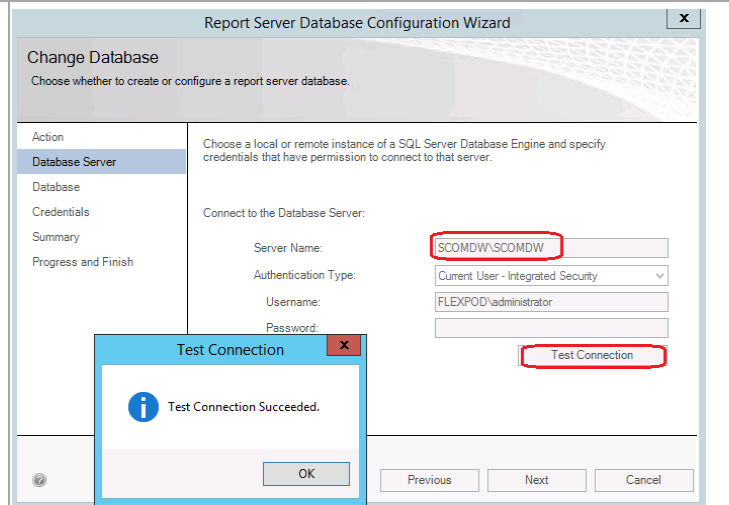 Report Server Database Configuration Wizard
x
Change Database
Choose whether to create or configure a report server database.
Action
Database Server
Database
Credentials
Summary
Progress and Finish
Choose a local or remote instance of a SQL Server Database Engine and specify
credentials that have permission to connect to that server.
Connect to the Database Server:
Server Name:
SCOMDW\SCOMDW
Authentication Type:
Current User - Integrated Security
Username:
FLEXPOD\administrator
Password:
Test Connection
Test Connection
x
i
Test Connection Succeeded.
OK
?
Previous
Next
Cancel